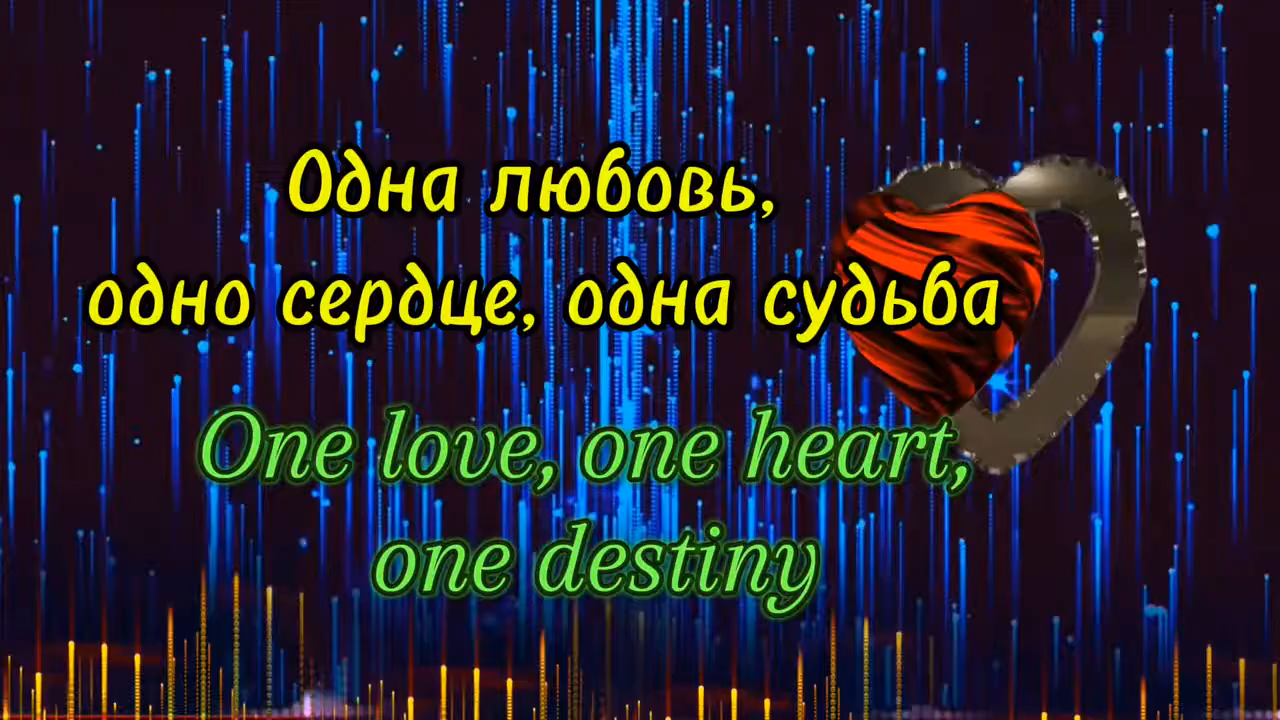 Одна любовь,
одно сердце, одна судьба
One love, one heart,
one destiny